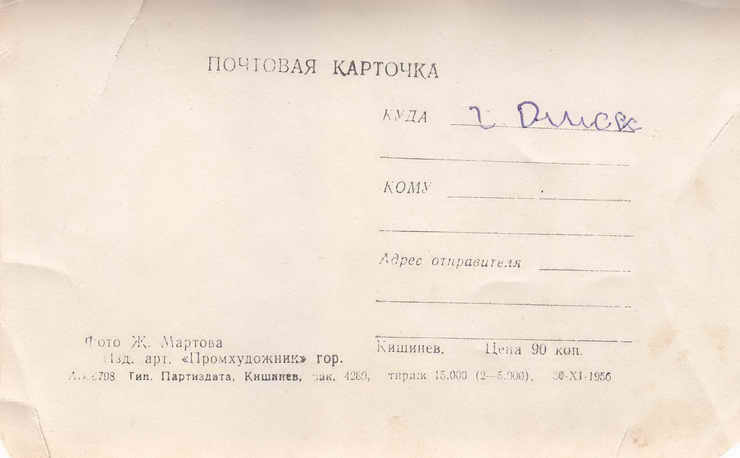 ПОЧТОВАЯ КАРТОЧКА
КУДА г Омск
КОМУ
Адрес отправителя
Фото Ж. Мартова
Изд. арт. «Промхудожник» гор. Кишинев. Цена 90 коп.
Тип. Партиздата, Кишинев, зак. 4260, тираж 15.000 (2—5.000), 30-XI-1956